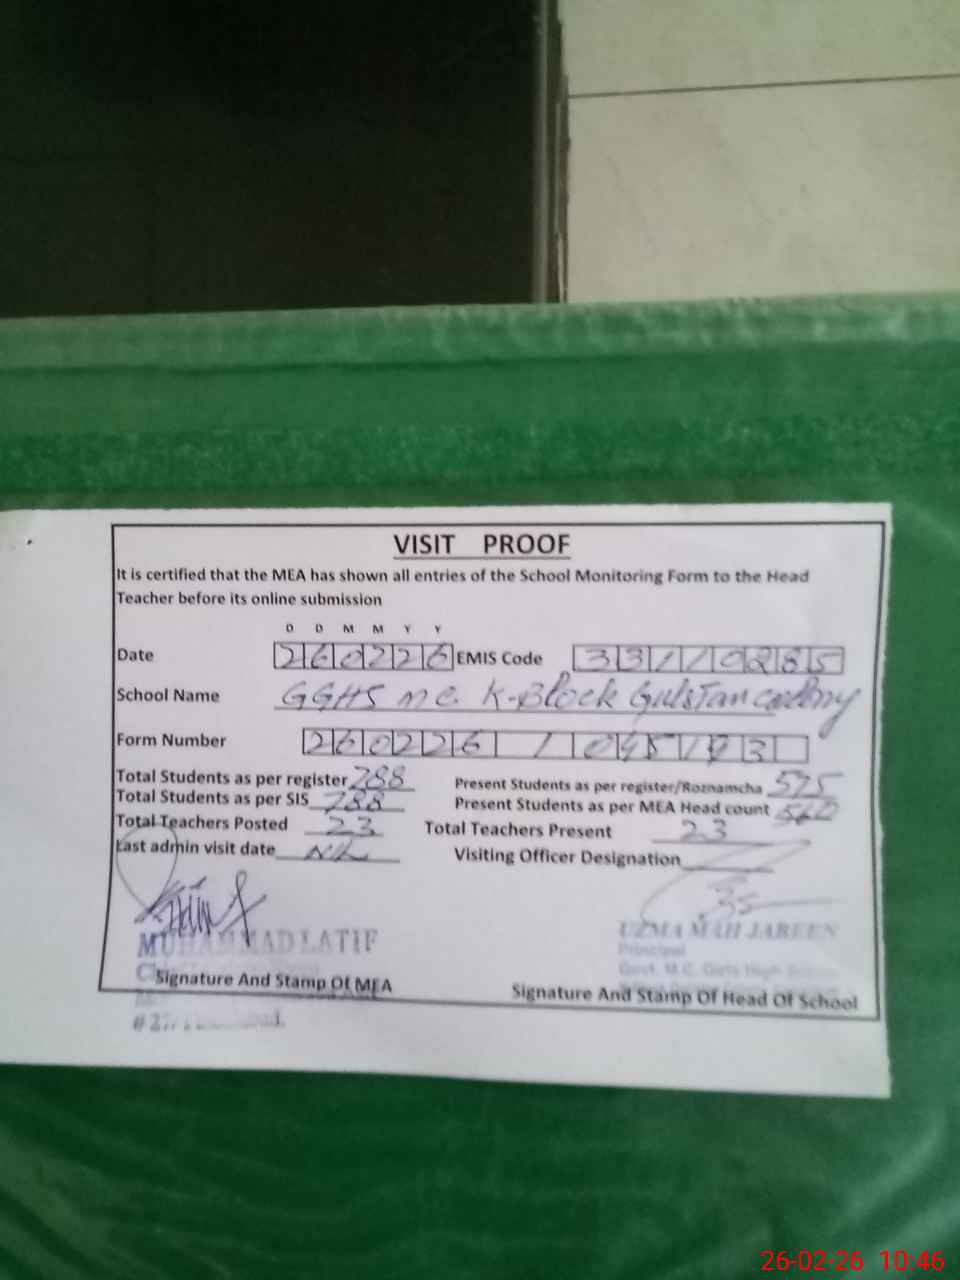 VISIT PROOF
It is certified that the MEA has shown all entries of the School Monitoring Form to the Head
Teacher before its online submission
D D M M Y Y
Date 260226 EMIS Code 33110285
School Name GGHS M.C. K-Block Gulstan colony
Form Number 260226 / 045193
Total Students as per register 788 Present Students as per register/Roznamcha 575
Total Students as per SIS 788 Present Students as per MEA Head count 560
Total Teachers Posted 23 Total Teachers Present 23
Last admin visit date Visiting Officer Designation
MUHAMMAD LATIF UZMA MAH JABEEN
Principal
Govt. M.C. Girls High
Signature And Stamp Of MEA Signature And Stamp Of Head Of School
26-02-26 10:46